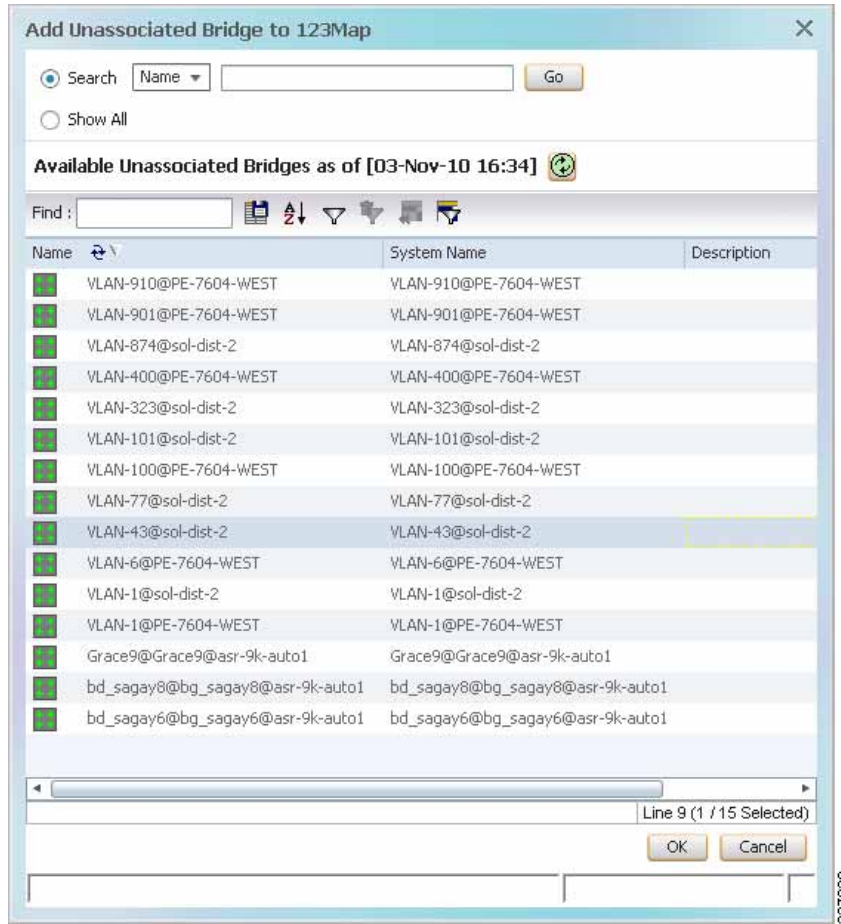 Add Unassociated Bridge to 123Map
Search Name Go
Show All
Available Unassociated Bridges as of [03-Nov-10 16:34]
Find :
Name System Name Description
VLAN-910@PE-7604-WEST VLAN-910@PE-7604-WEST
VLAN-901@PE-7604-WEST VLAN-901@PE-7604-WEST
VLAN-874@sol-dist-2 VLAN-874@sol-dist-2
VLAN-400@PE-7604-WEST VLAN-400@PE-7604-WEST
VLAN-323@sol-dist-2 VLAN-323@sol-dist-2
VLAN-101@sol-dist-2 VLAN-101@sol-dist-2
VLAN-100@PE-7604-WEST VLAN-100@PE-7604-WEST
VLAN-77@sol-dist-2 VLAN-77@sol-dist-2
VLAN-43@sol-dist-2 VLAN-43@sol-dist-2
VLAN-6@PE-7604-WEST VLAN-6@PE-7604-WEST
VLAN-1@sol-dist-2 VLAN-1@sol-dist-2
VLAN-1@PE-7604-WEST VLAN-1@PE-7604-WEST
Grace9@Grace9@asr-9k-auto1 Grace9@Grace9@asr-9k-auto1
bd_sagay8@bg_sagay8@asr-9k-auto1 bd_sagay8@bg_sagay8@asr-9k-auto1
bd_sagay6@bg_sagay6@asr-9k-auto1 bd_sagay6@bg_sagay6@asr-9k-auto1
Line 9 (1 / 15 Selected)
OK Cancel